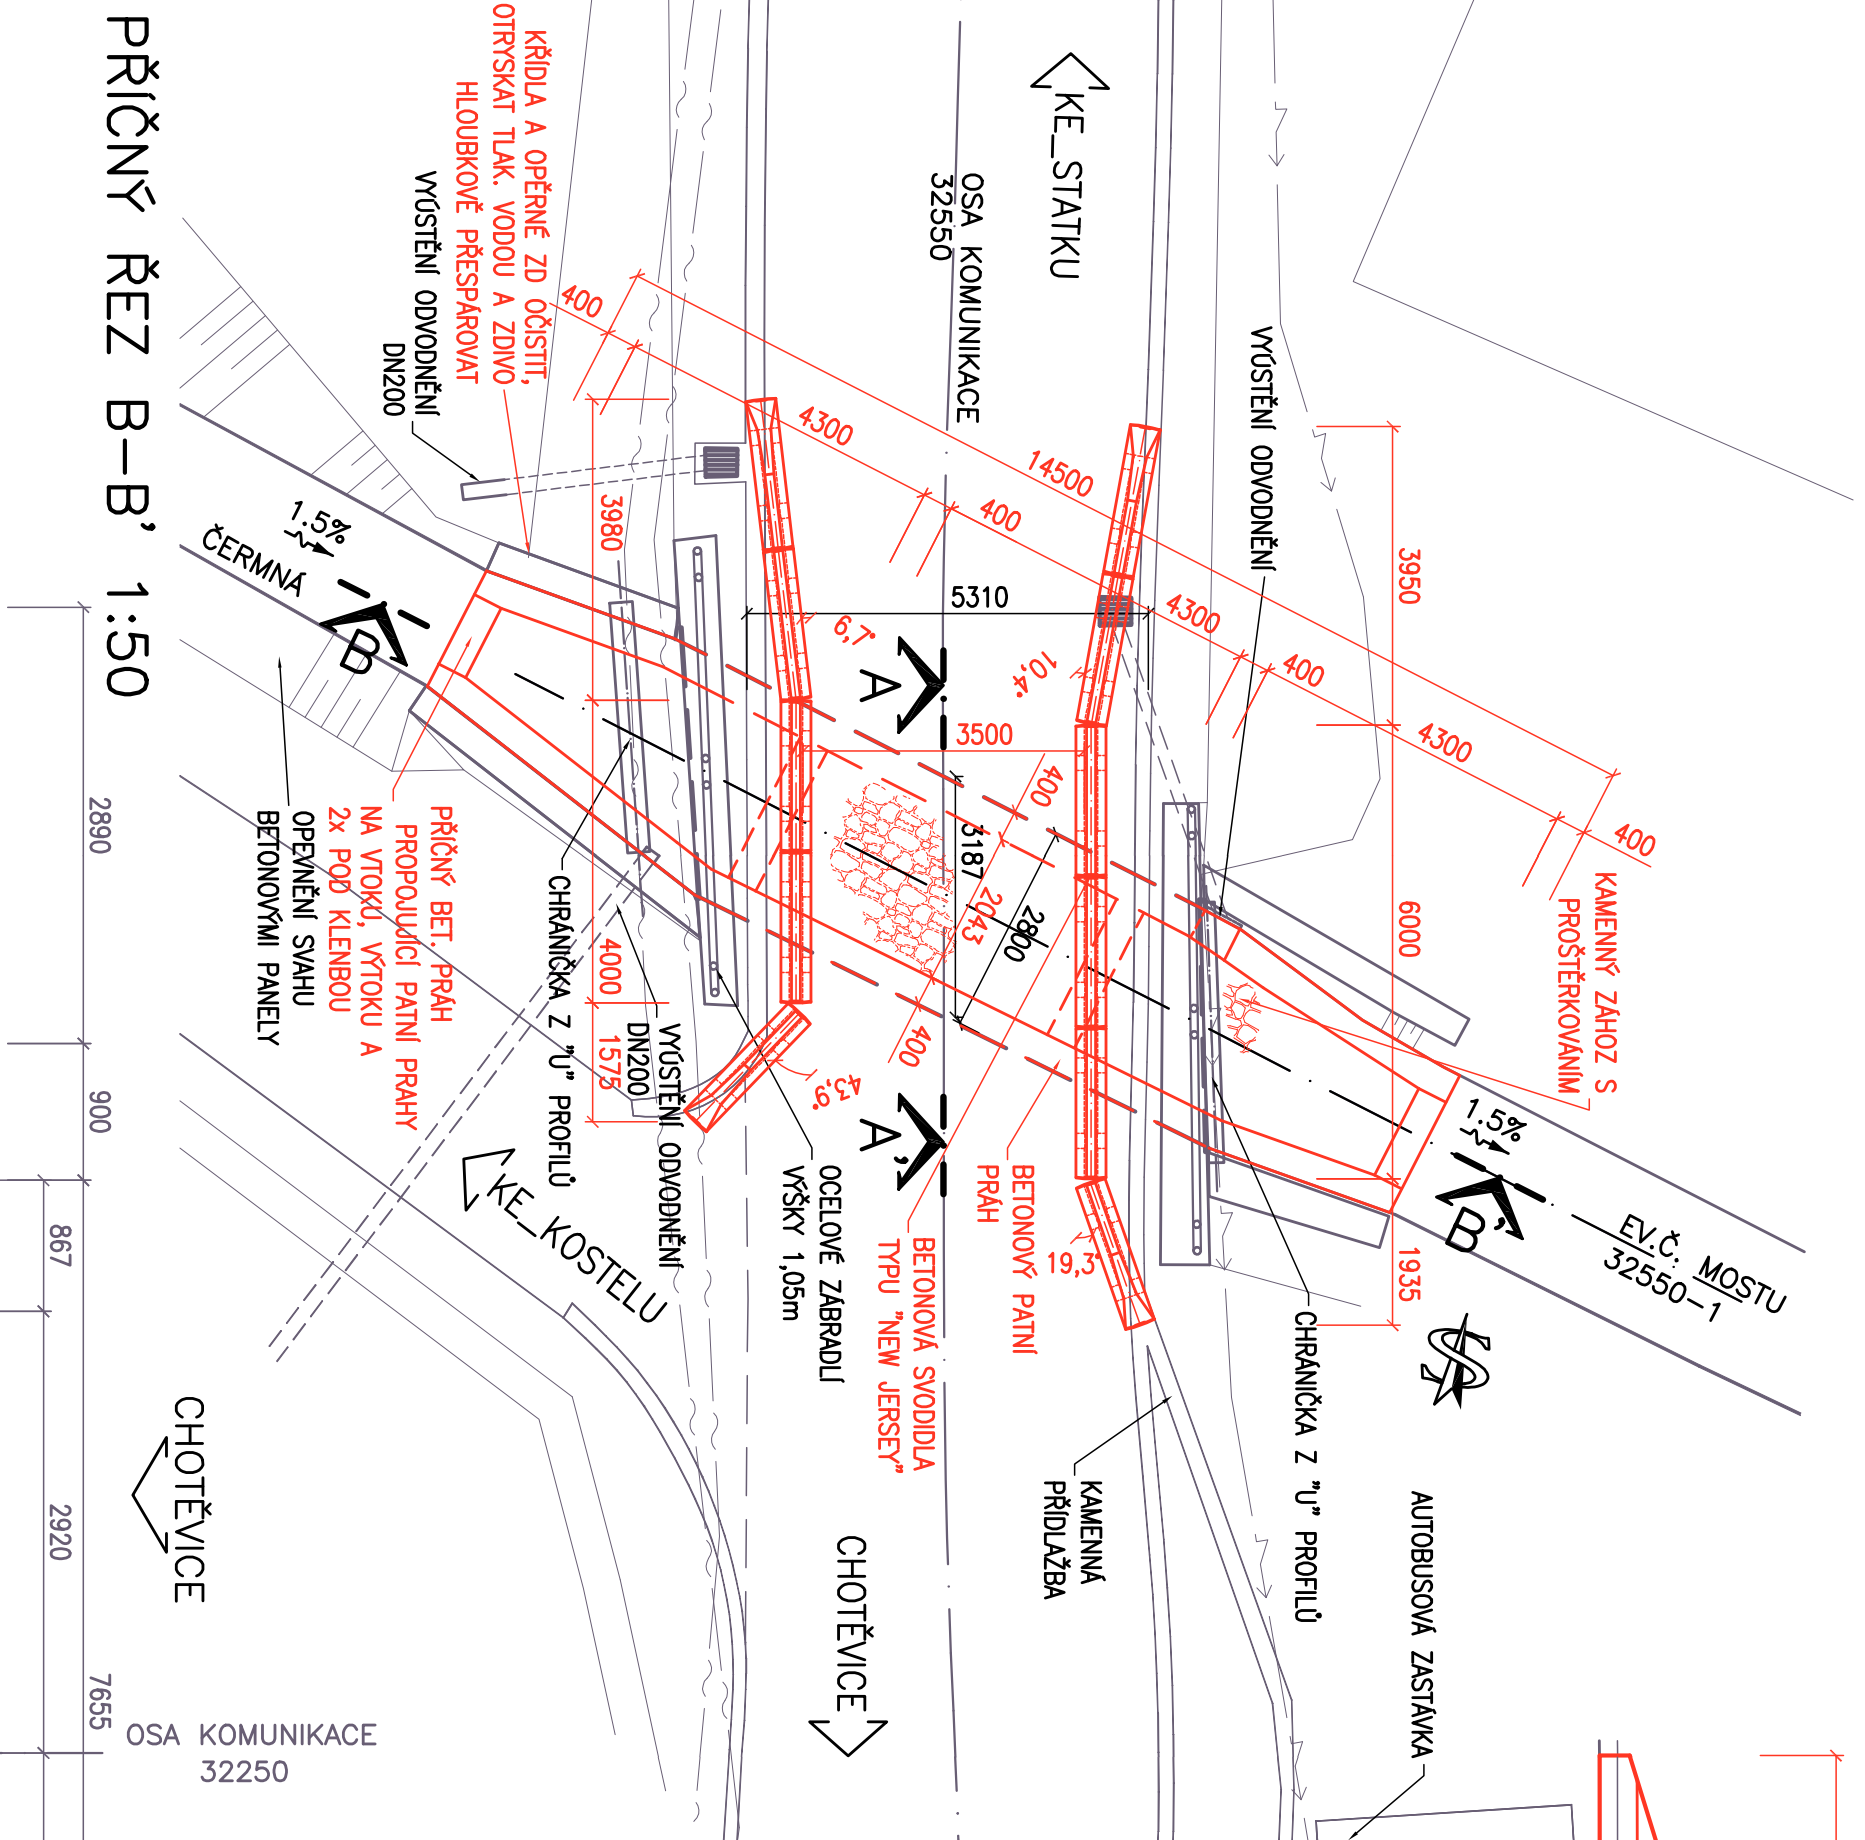 PŘÍČNÝ ŘEZ B–B' 1:50
KŘÍDLA A OPĚRNÉ ZD OČISTIT,
OTRYSKAT TLAK. VODOU A ZDIVO
HLOUBKOVĚ PŘESPÁROVAT
VYÚSTĚNÍ ODVODNĚNÍ
DN200
KE_STATKU
OSA KOMUNIKACE
32550
VYÚSTĚNÍ ODVODNĚNÍ
400
4300
14500
400
4300
400
4300
400
3980
3950
6000
1935
4000
1575
5310
3500
6,7°
10,4°
400
3187
2043
2800
400
43,9°
19,3°
1.5%
ČERMNÁ
B
A
A'
1.5%
B'
EV.Č. MOSTU
32550-1
KAMENNÝ ZÁHOZ S
PROŠTĚRKOVÁNÍM
PŘÍČNÝ BET. PRÁH
PROPOJUJÍCÍ PATNÍ PRAHY
NA VTOKU, VÝTOKU A
2x POD KLENBOU
OPEVNĚNÍ SVAHU
BETONOVÝMI PANELY
CHRÁNIČKA Z "U" PROFILŮ
VYÚSTĚNÍ ODVODNĚNÍ
DN200
OCELOVÉ ZÁBRADLÍ
VÝŠKY 1,05m
BETONOVÁ SVODIDLA
TYPU "NEW JERSEY"
BETONOVÝ PATNÍ
PRÁH
CHRÁNIČKA Z "U" PROFILŮ
KAMENNÁ
PŘÍDLAŽBA
AUTOBUSOVÁ ZASTÁVKA
KE_KOSTELU
CHOTĚVICE
CHOTĚVICE
S
2890
900
7655
867
2920
OSA KOMUNIKACE
32250